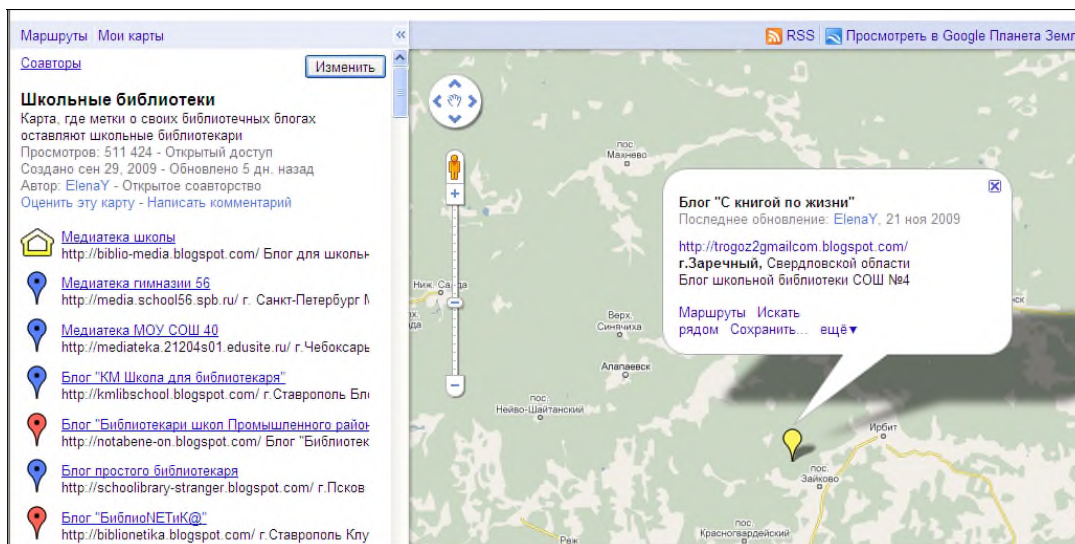 Маршруты Мои карты
«
RSS Просмотреть в Google ПланетаЗемл
Соавторы
Изменить
Школьные библиотеки
Карта, где метки о своих библиотечных блогах
оставляют школьные библиотекари
Просмотров: 511 424 - Открытый доступ
Создано сен 29, 2009 - Обновлено 5 дн. назад
Автор: ElenaY - Открытое соавторство
Оценить эту карту - Написать комментарий
Медиатека школы
http://biblio-media.blogspot.com/ Блог для школьн
Медиатека гимназии 56
http://media.school56.spb.ru/ г. Санкт-Петербург М
Медиатека МОУ СОШ 40
http://mediateka.21204s01.edusite.ru/ г.Чебоксары
Блог "КМ Школа для библиотекаря"
http://kmlibschool.blogspot.com/ г.Ставрополь Бло
Блог "Библиотекари школ Промышленного район
http://notabene-on.blogspot.com/ Блог "Библиотек
Блог простого библиотекаря
http://schoolibrary-stranger.blogspot.com/ г.Псков
Блог "БиблиоNETиК@"
http://biblionetika.blogspot.com/ г.Ставрополь Клу
пос.
Махнево
Блог "С книгой по жизни"
Последнее обновление: ElenaY, 21 ноя 2009
http://trogoz2gmailcom.blogspot.com/
г.Заречный, Свердловской области
Блог школьной библиотеки СОШ №4
Маршруты Искать
рядом Сохранить... ещё▼
Ниж. Салда
Верх.
Синячиха
Алапаевск
пос.
Нейво-Шайтанский
Ирбит
пос.
Зайково
пос.
Красногвардейский
Реж